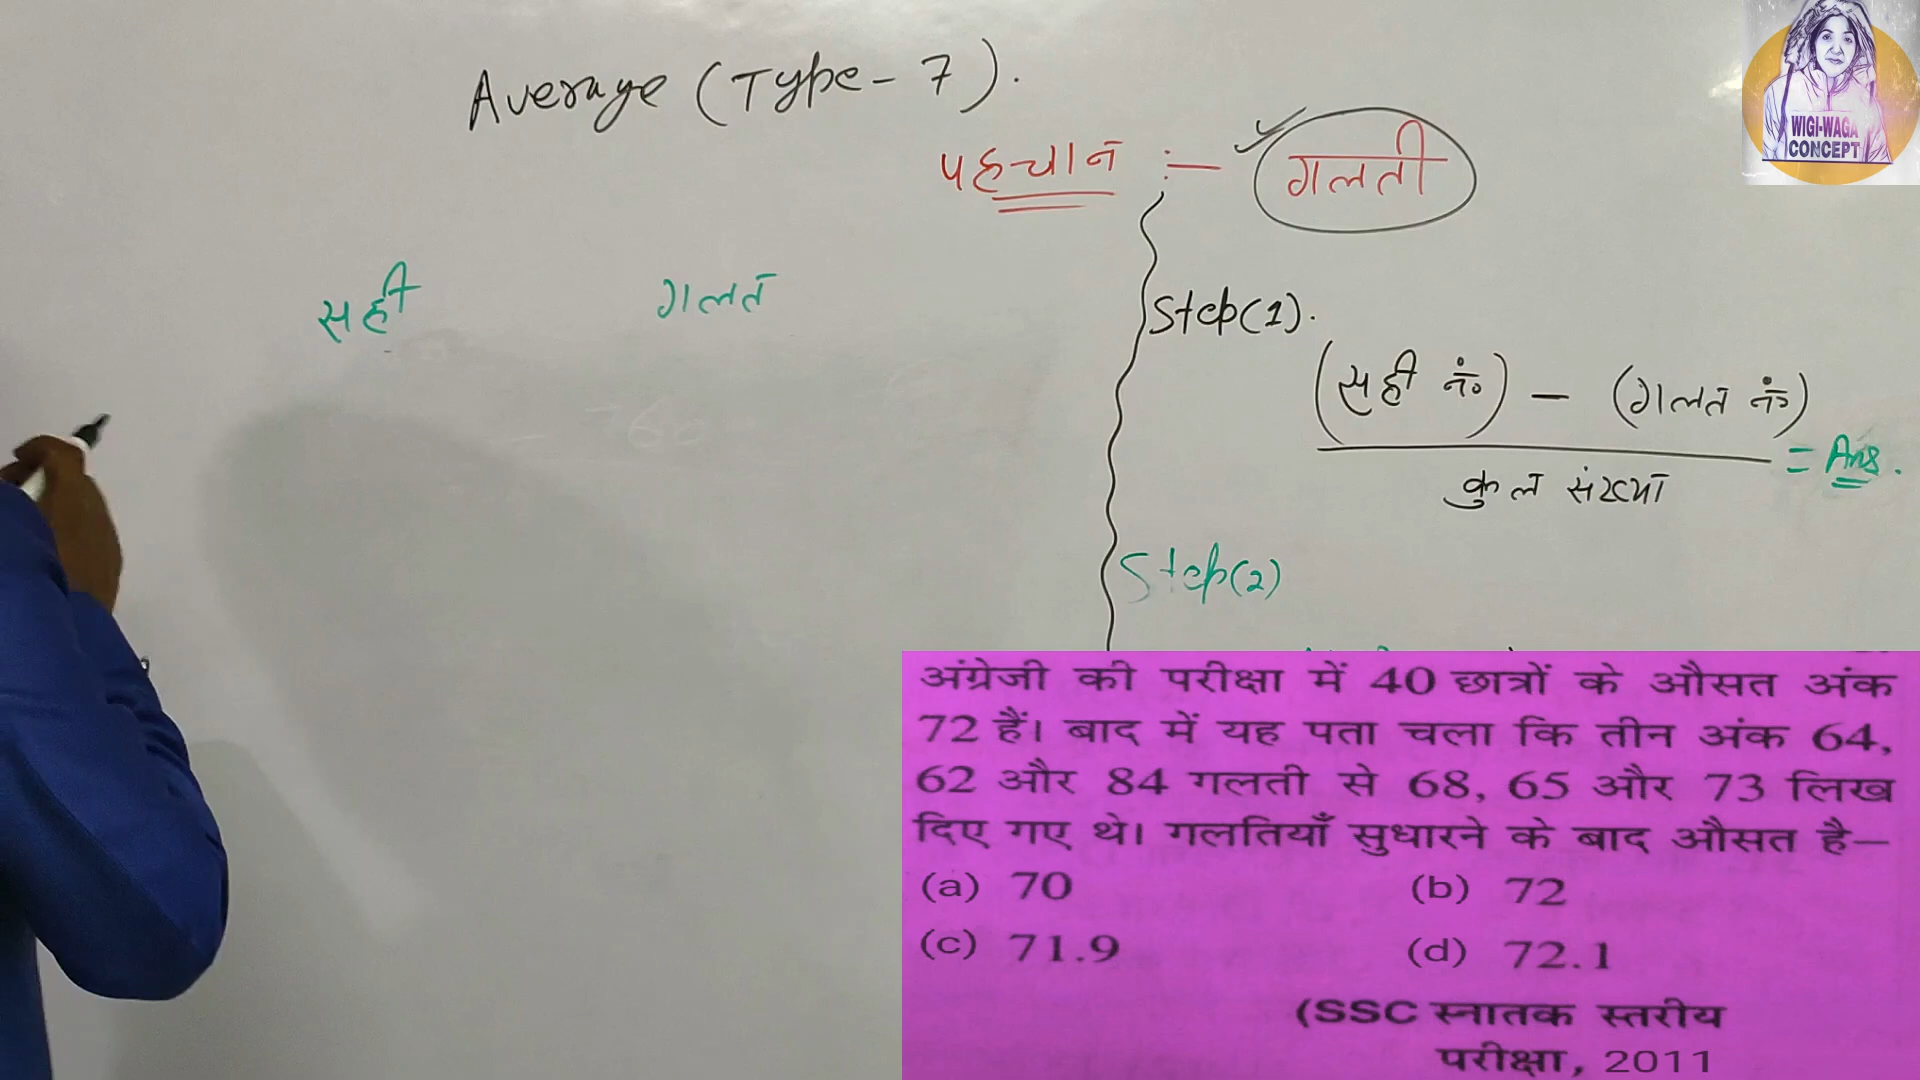 Average (Type-7).
पहचान :- गलती
सही गलत
Step(1).
(सही नं०) - (गलत नं०)
कुल संख्या
= Ans.
Step(2)
अंग्रेजी की परीक्षा में 40 छात्रों के औसत अंक
72 हैं। बाद में यह पता चला कि तीन अंक 64,
62 और 84 गलती से 68, 65 और 73 लिख
दिए गए थे। गलतियाँ सुधारने के बाद औसत है—
(a) 70 (b) 72
(c) 71.9 (d) 72.1
(SSC स्नातक स्तरीय
परीक्षा, 2011
WIGI-WAGA
CONCEPT